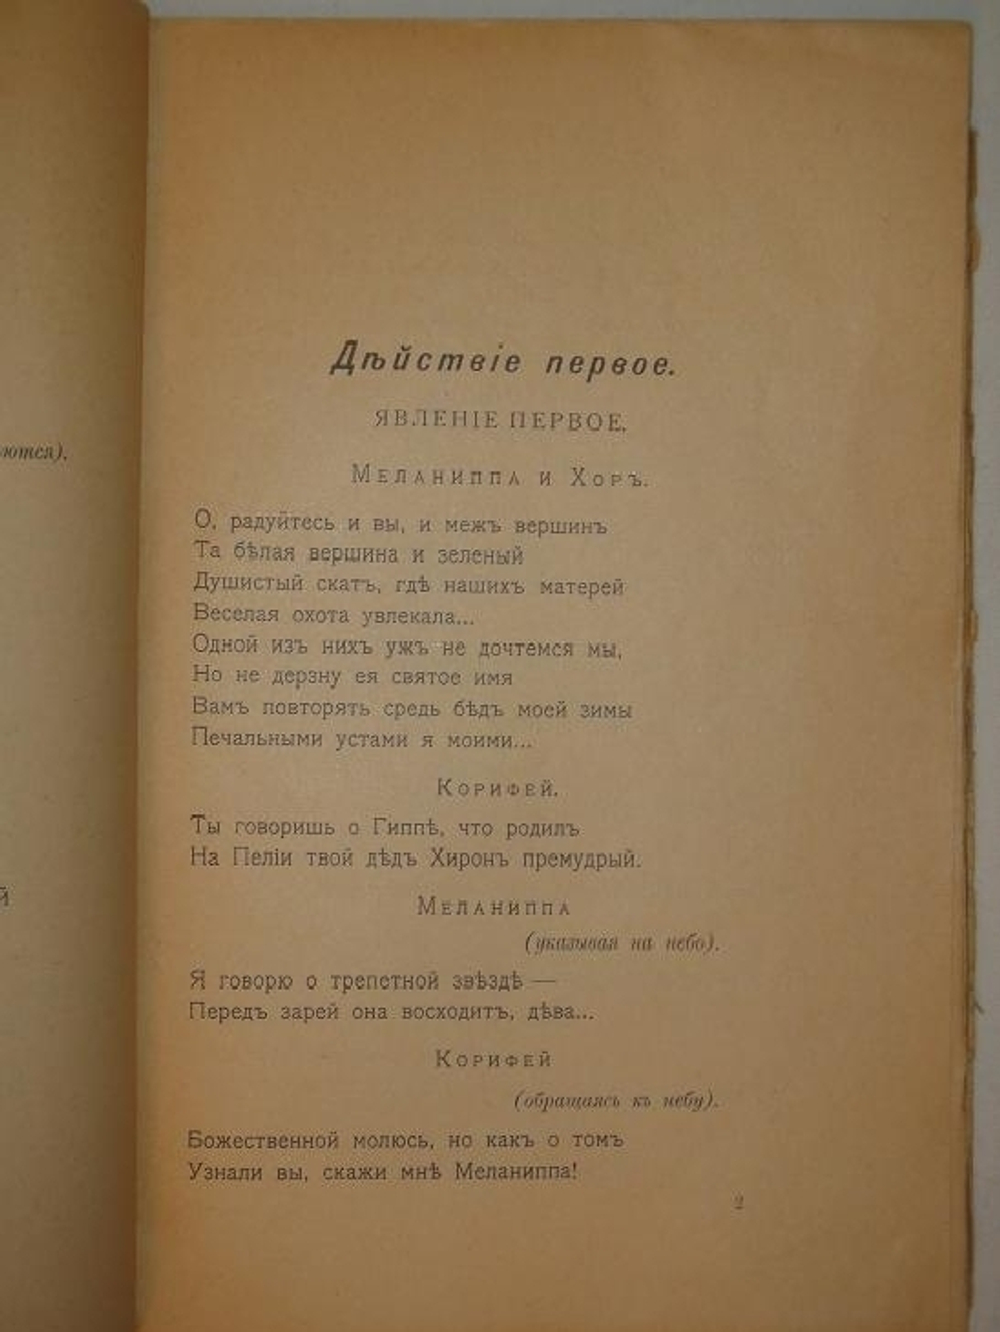 ются).
й
Дѣйствіе первое.
ЯВЛЕНІЕ ПЕРВОЕ.
Меланиппа и Хоръ.
О, радуйтесь и вы, и межъ вершинъ
Та бѣлая вершина и зеленый
Душистый скатъ, гдѣ нашихъ матерей
Веселая охота увлекала...
Одной изъ нихъ ужъ не дочтемся мы,
Но не дерзну ея святое имя
Вамъ повторять средь бѣдъ моей зимы
Печальными устами я моими...
Корифей.
Ты говоришь о Гиппѣ, что родилъ
На Пеліи твой дѣдъ Хиронъ премудрый.
Меланиппа
(указывая на небо).
Я говорю о трепетной звѣздѣ —
Передъ зарей она восходитъ, дѣва...
Корифей
(обращаясь къ небу).
Божественной молюсь, но какъ о томъ
Узнали вы, скажи мнѣ Меланиппа!
2